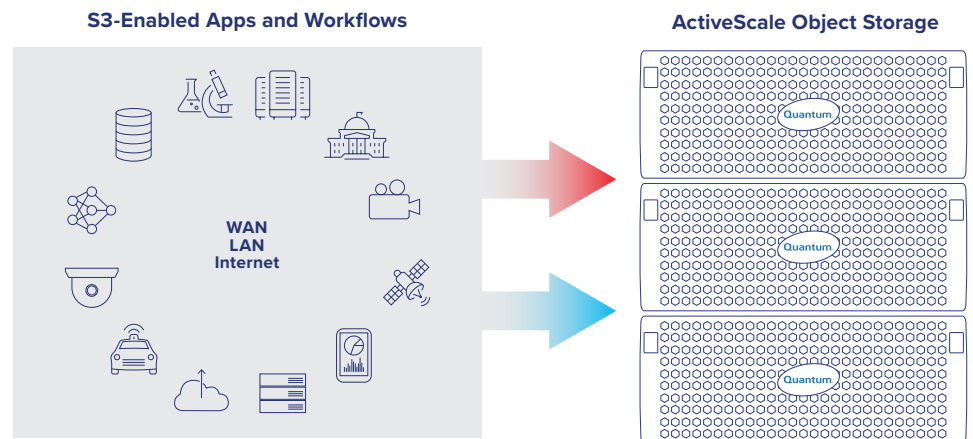 S3-Enabled Apps and Workflows
ActiveScale Object Storage
WAN
LAN
Internet
Quantum
Quantum
Quantum